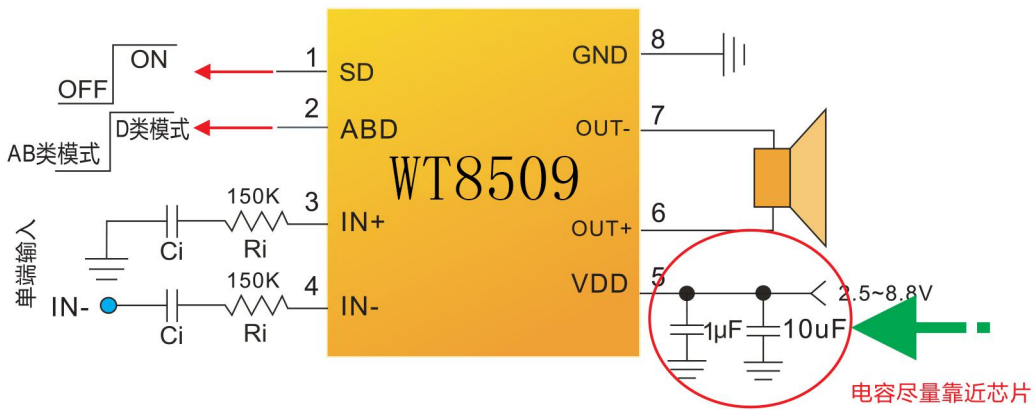 ON
OFF
D类模式
AB类模式
1
SD
2
ABD
WT8509
150K
3
IN+
Ci
Ri
单端输入
IN-
150K
4
IN-
Ci
Ri
GND
8
OUT-
7
OUT+
6
VDD
5
2.5~8.8V
1μF
10uF
电容尽量靠近芯片